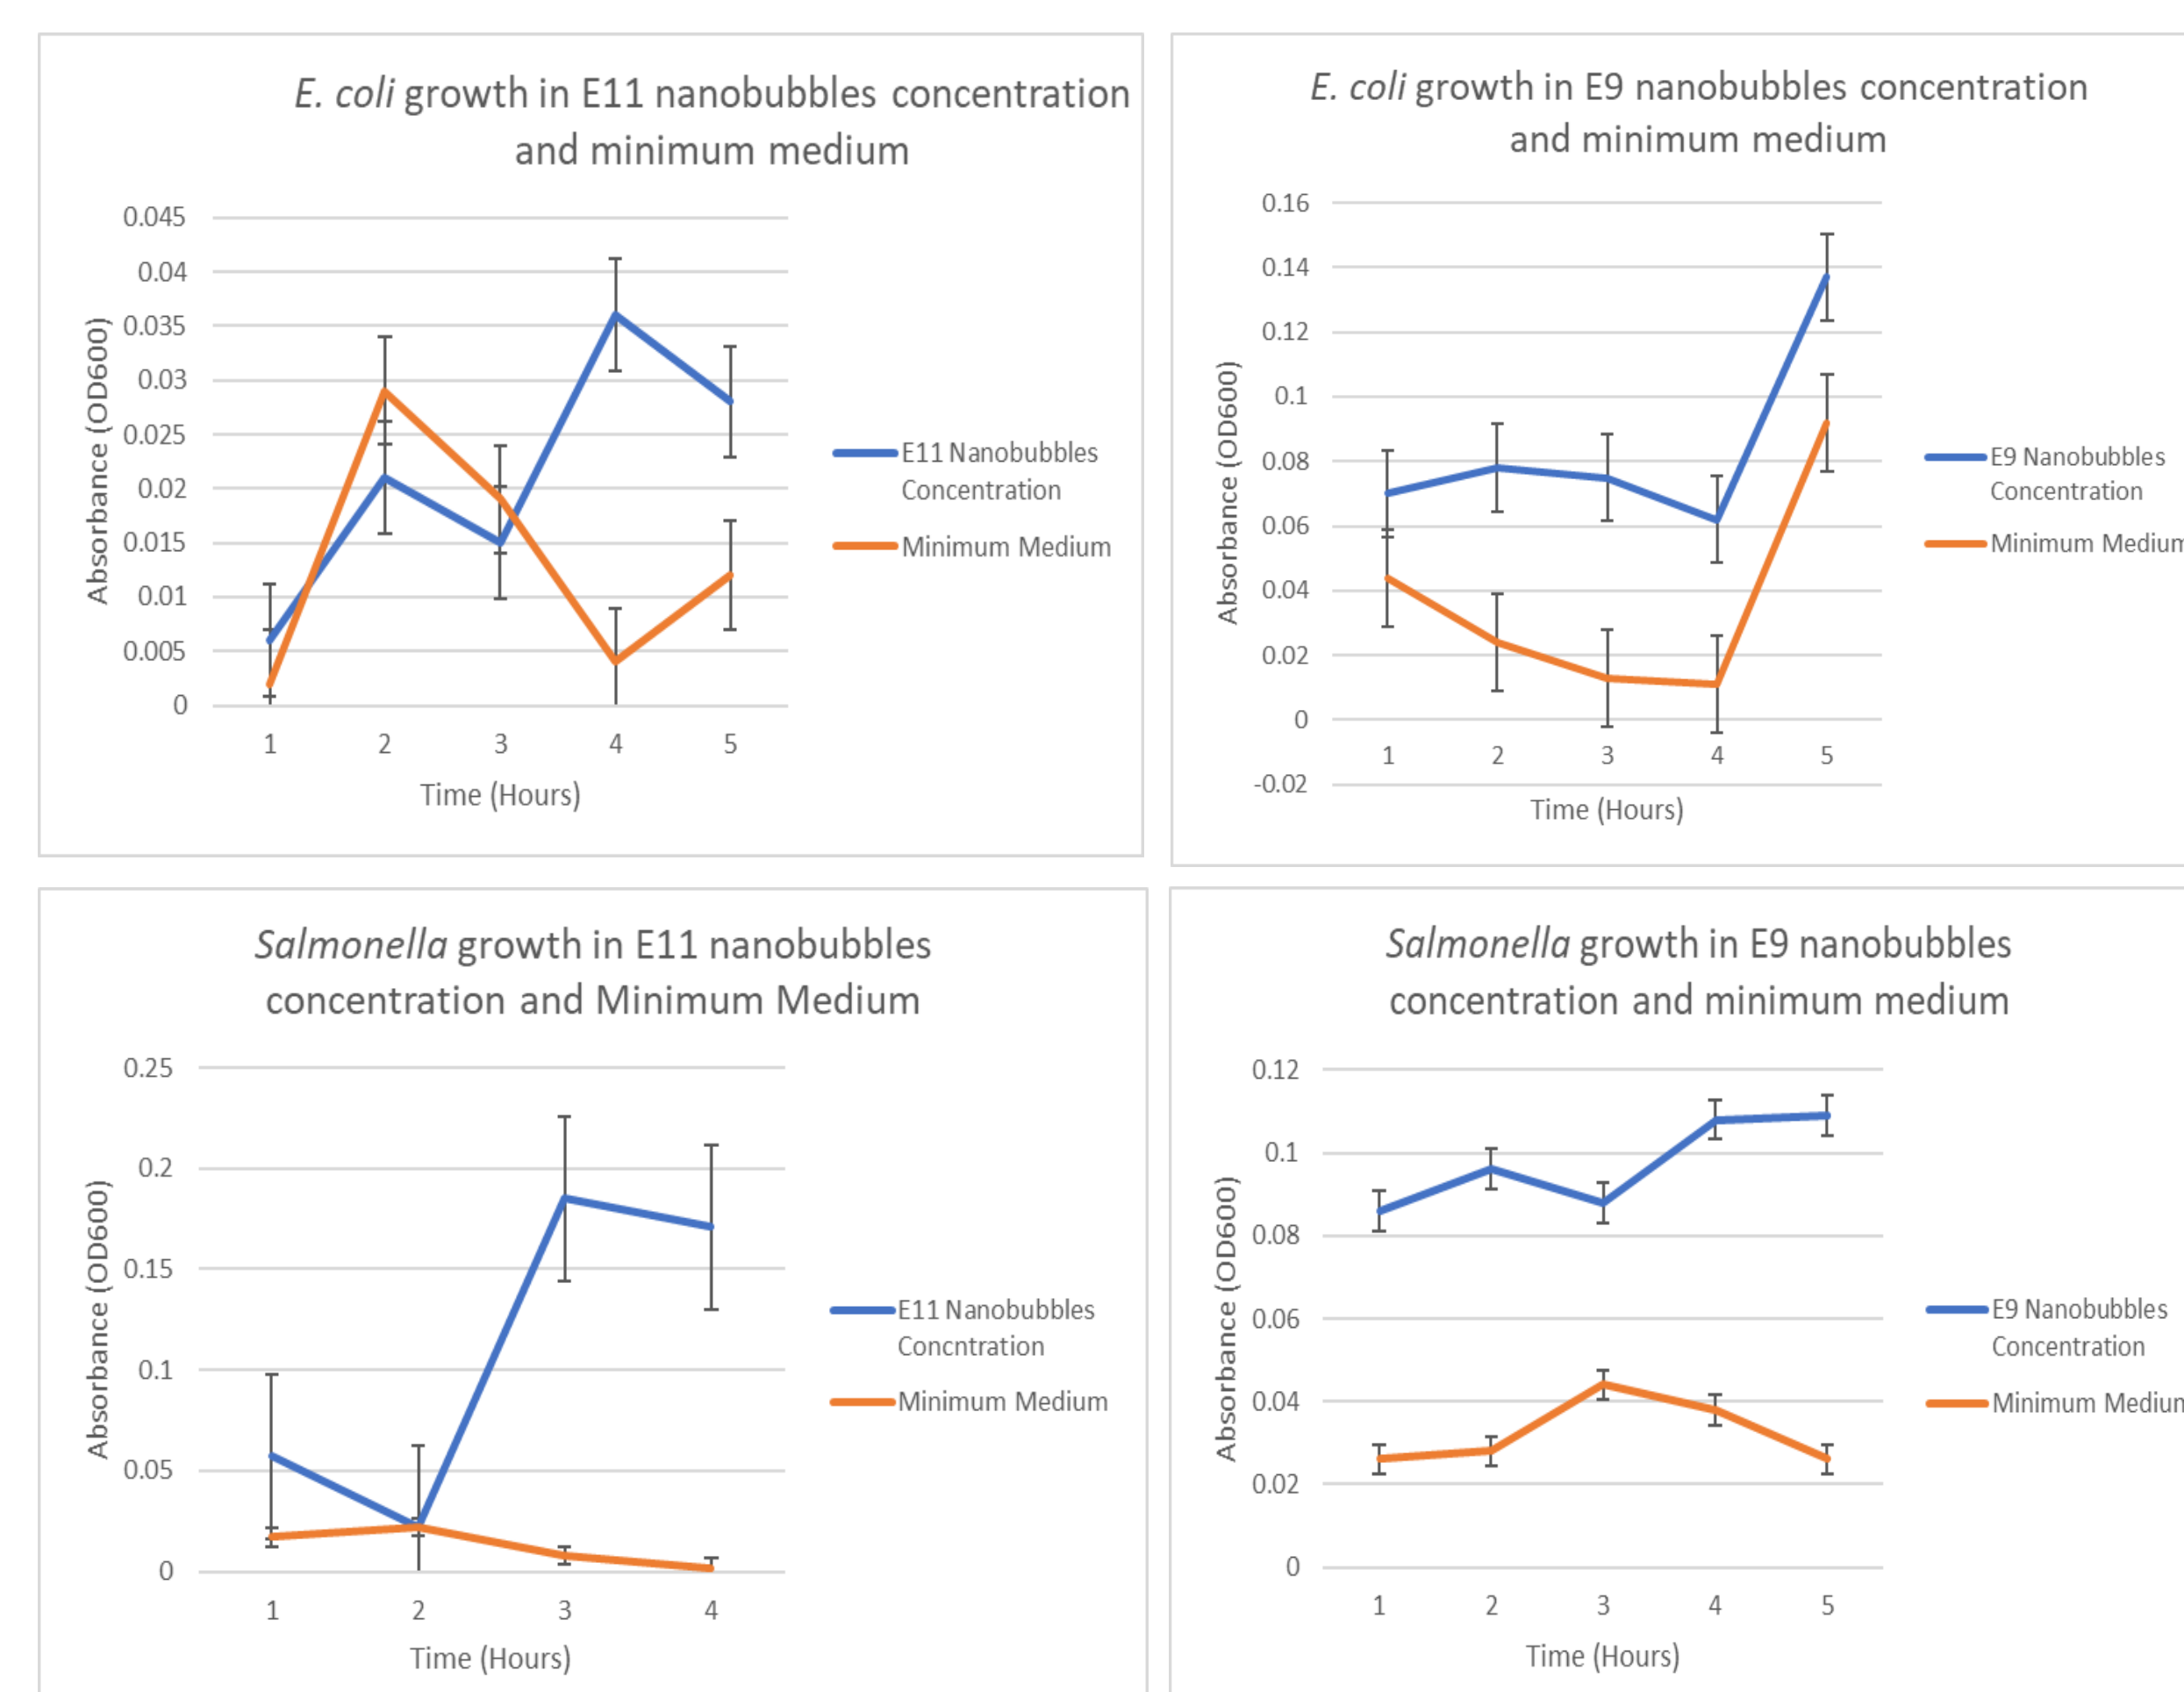 E. coli growth in E11 nanobubbles concentration
and minimum medium
0.045
0.04
0.035
0.03
0.025
0.02
0.015
0.01
0.005
0
Absorbance (OD600)
1 2 3 4 5
Time (Hours)
E11 Nanobubbles
Concentration
Minimum Medium
E. coli growth in E9 nanobubbles concentration
and minimum medium
0.16
0.14
0.12
0.1
0.08
0.06
0.04
0.02
0
-0.02
Absorbance (OD600)
1 2 3 4 5
Time (Hours)
E9 Nanobubbles
Concentration
Minimum Medium
Salmonella growth in E11 nanobubbles
concentration and Minimum Medium
0.25
0.2
0.15
0.1
0.05
0
Absorbance (OD600)
1 2 3 4
Time (Hours)
E11 Nanobubbles
Concntration
Minimum Medium
Salmonella growth in E9 nanobubbles
concentration and minimum medium
0.12
0.1
0.08
0.06
0.04
0.02
0
Absorbance (OD600)
1 2 3 4 5
Time (Hours)
E9 Nanobubbles
Concentration
Minimum Medium